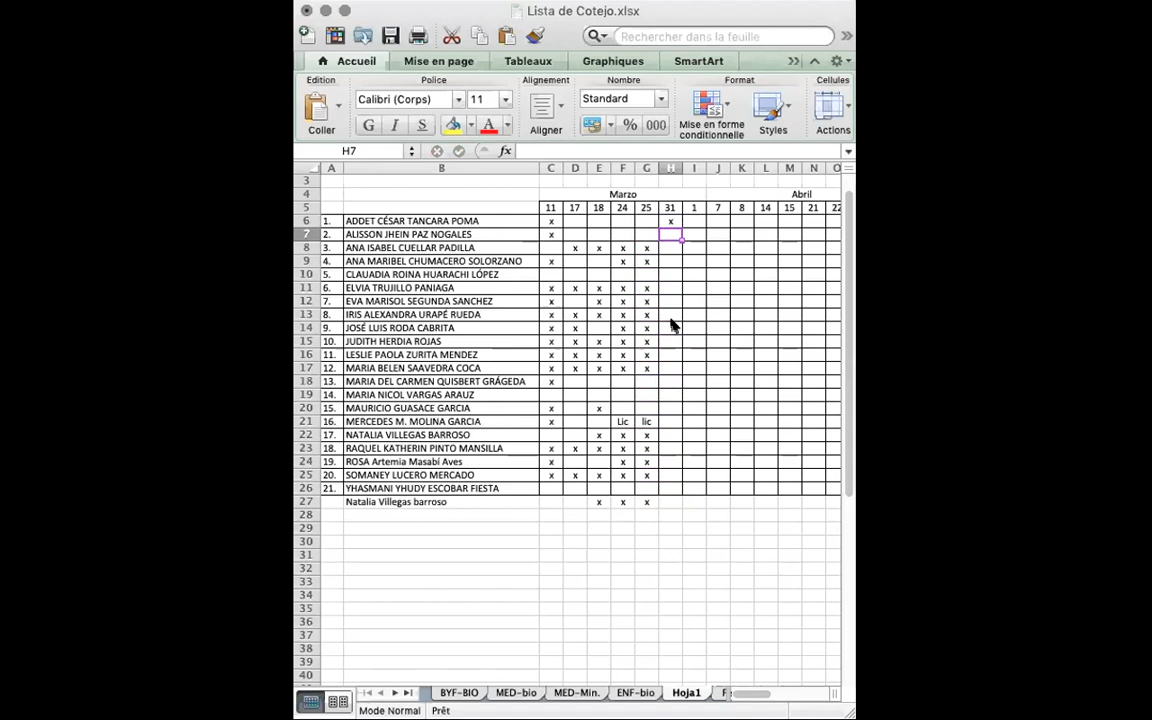 Lista de Cotejo.xlsx
Rechercher dans la feuille
Accueil Mise en page Tableaux Graphiques SmartArt
Edition Police Alignement Nombre Format Cellules
Calibri (Corps) 11 Standard
Coller G I S A Aligner % 000 Mise en forme conditionnelle Styles Actions
H7 fx
A B C D E F G H I J K L M N O
3
4 Marzo Abril
5 11 17 18 24 25 31 1 7 8 14 15 21 22
6 1. ADDET CÉSAR TANCARA POMA x x
7 2. ALISSON JHEIN PAZ NOGALES x
8 3. ANA ISABEL CUELLAR PADILLA x x x x
9 4. ANA MARIBEL CHUMACERO SOLORZANO x x x
10 5. CLAUADIA ROINA HUARACHI LÓPEZ
11 6. ELVIA TRUJILLO PANIAGA x x x x x
12 7. EVA MARISOL SEGUNDA SANCHEZ x x x x
13 8. IRIS ALEXANDRA URAPÉ RUEDA x x x x x
14 9. JOSÉ LUIS RODA CABRITA x x x x
15 10. JUDITH HERDIA ROJAS x x x x x
16 11. LESLIE PAOLA ZURITA MENDEZ x x x x x
17 12. MARIA BELEN SAAVEDRA COCA x x x x x
18 13. MARIA DEL CARMEN QUISBERT GRÁGEDA x
19 14. MARIA NICOL VARGAS ARAUZ
20 15. MAURICIO GUASACE GARCIA x x
21 16. MERCEDES M. MOLINA GARCIA x Lic lic
22 17. NATALIA VILLEGAS BARROSO x x x
23 18. RAQUEL KATHERIN PINTO MANSILLA x x x x x
24 19. ROSA Artemia Masabí Aves x x x
25 20. SOMANEY LUCERO MERCADO x x x x x
26 21. YHASMANI YHUDY ESCOBAR FIESTA
27 Natalia Villegas barroso x x x
28
29
30
31
32
33
34
35
36
37
38
39
40
BYF-BIO MED-bio MED-Min. ENF-bio Hoja1
Mode Normal Prêt